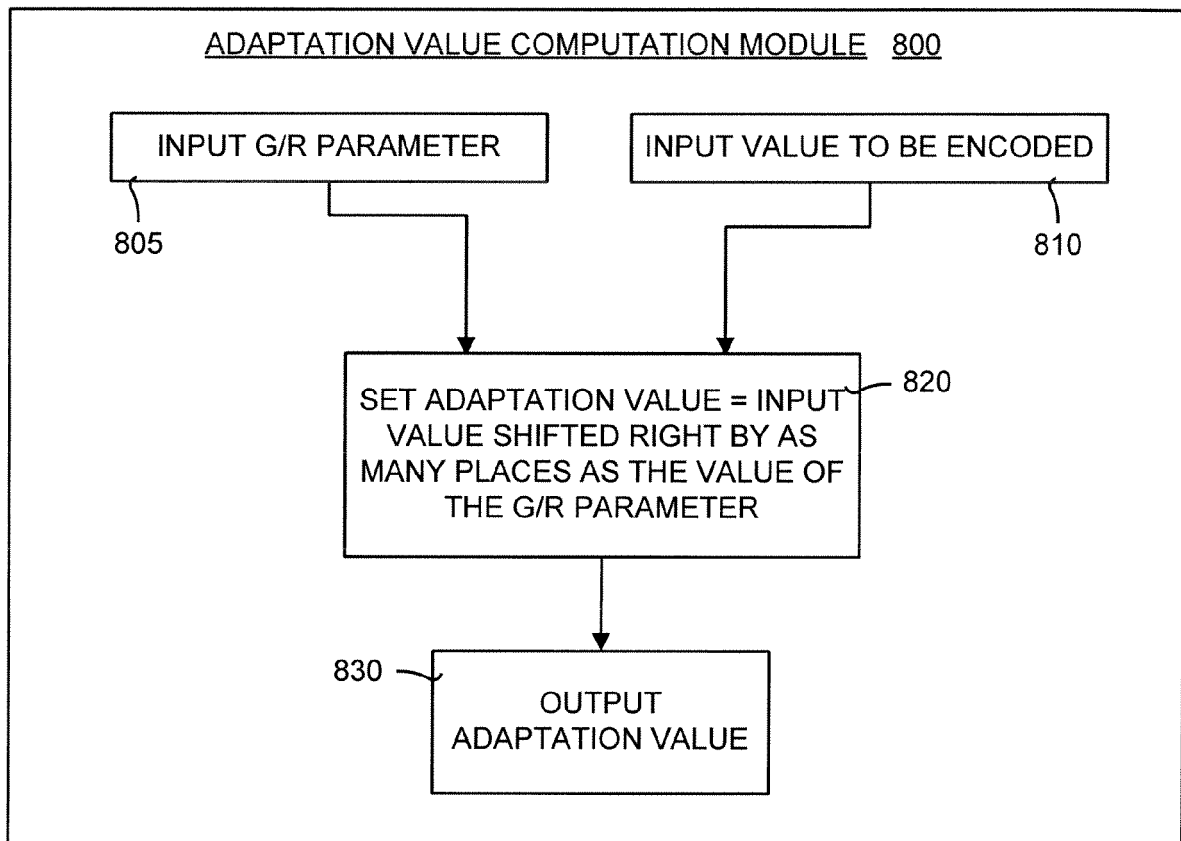 ADAPTATION VALUE COMPUTATION MODULE 800
INPUT G/R PARAMETER
INPUT VALUE TO BE ENCODED
805
810
SET ADAPTATION VALUE = INPUT
VALUE SHIFTED RIGHT BY AS
MANY PLACES AS THE VALUE OF
THE G/R PARAMETER
820
830
OUTPUT
ADAPTATION VALUE